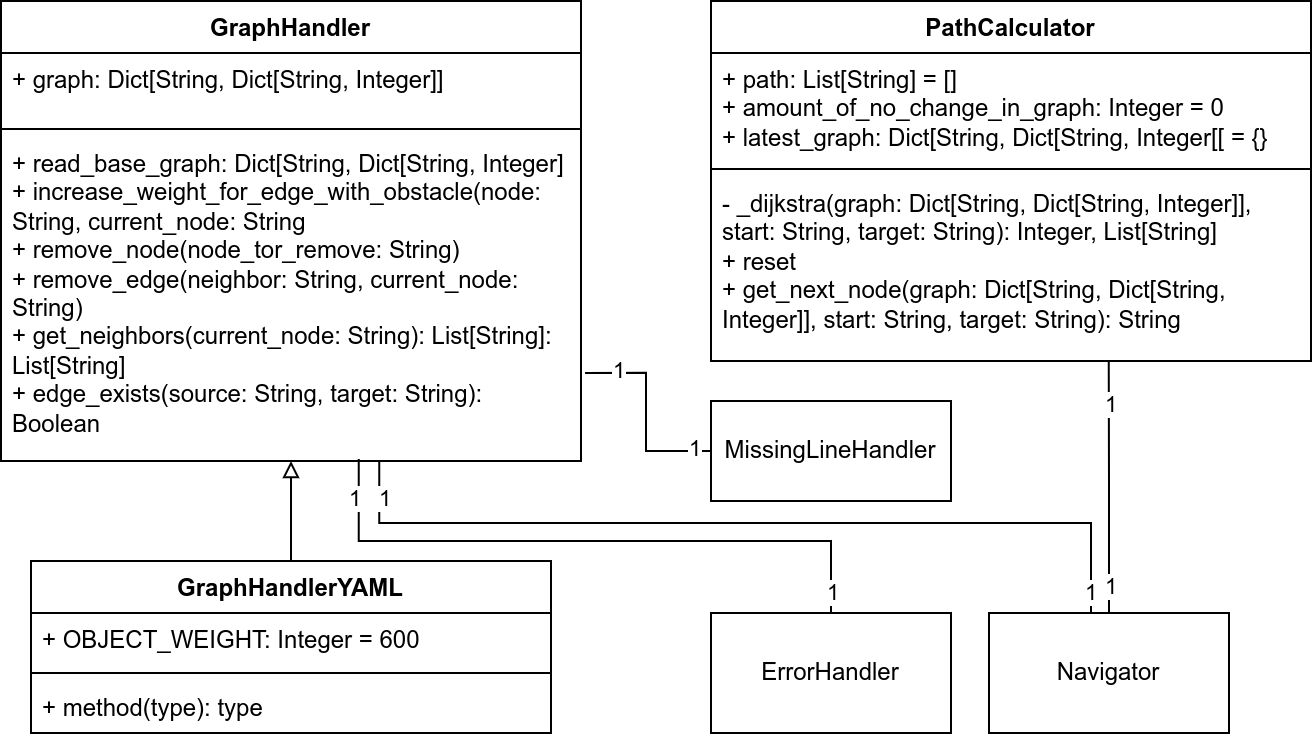 GraphHandler
+ graph: Dict[String, Dict[String, Integer]]
+ read_base_graph: Dict[String, Dict[String, Integer]
+ increase_weight_for_edge_with_obstacle(node:
String, current_node: String
+ remove_node(node_tor_remove: String)
+ remove_edge(neighbor: String, current_node:
String)
+ get_neighbors(current_node: String): List[String]:
List[String]
+ edge_exists(source: String, target: String):
Boolean
PathCalculator
+ path: List[String] = []
+ amount_of_no_change_in_graph: Integer = 0
+ latest_graph: Dict[String, Dict[String, Integer[[ = {}
- _dijkstra(graph: Dict[String, Dict[String, Integer]],
start: String, target: String): Integer, List[String]
+ reset
+ get_next_node(graph: Dict[String, Dict[String,
Integer]], start: String, target: String): String
1
1
MissingLineHandler
1
1
1
GraphHandlerYAML
+ OBJECT_WEIGHT: Integer = 600
+ method(type): type
1
ErrorHandler
1
1
Navigator